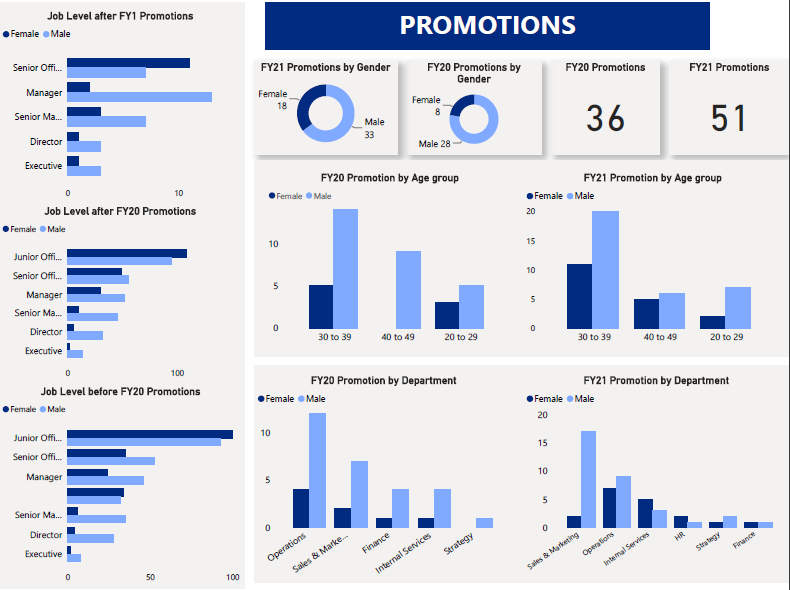 PROMOTIONS
Job Level after FY1 Promotions
Female Male
Senior Offi...
Manager
Senior Ma...
Director
Executive
0 10
Job Level after FY20 Promotions
Female Male
Junior Offi...
Senior Offi...
Manager
Senior Ma...
Director
Executive
0 100
Job Level before FY20 Promotions
Female Male
Junior Offi...
Senior Offi...
Manager
Senior Ma...
Director
Executive
0 50 100
FY21 Promotions by Gender
Female
18
Male
33
FY20 Promotions by
Gender
Female
8
Male 28
FY20 Promotions
36
FY21 Promotions
51
FY20 Promotion by Age group
Female Male
10
5
0
30 to 39 40 to 49 20 to 29
FY21 Promotion by Age group
Female Male
20
15
10
5
0
30 to 39 40 to 49 20 to 29
FY20 Promotion by Department
Female Male
10
5
0
Operations Sales & Marke... Finance Internal Services Strategy
FY21 Promotion by Department
Female Male
20
15
10
5
0
Sales & Marketing Operations Internal Services HR Strategy Finance